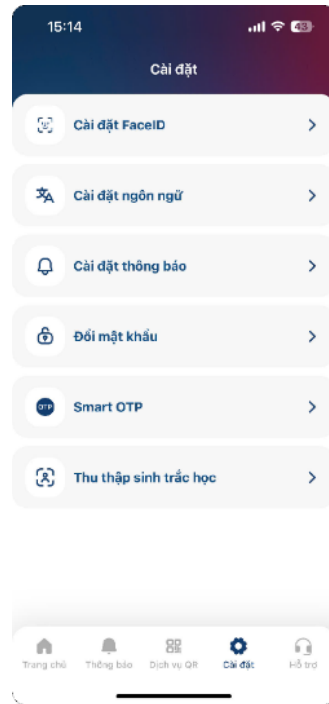 15:14
43
Cài đặt
Cài đặt FaceID
Cài đặt ngôn ngữ
Cài đặt thông báo
Đổi mật khẩu
OTP
Smart OTP
Thu thập sinh trắc học
Trang chủ
Thông báo
Dịch vụ QR
Cài đặt
Hỗ trợ